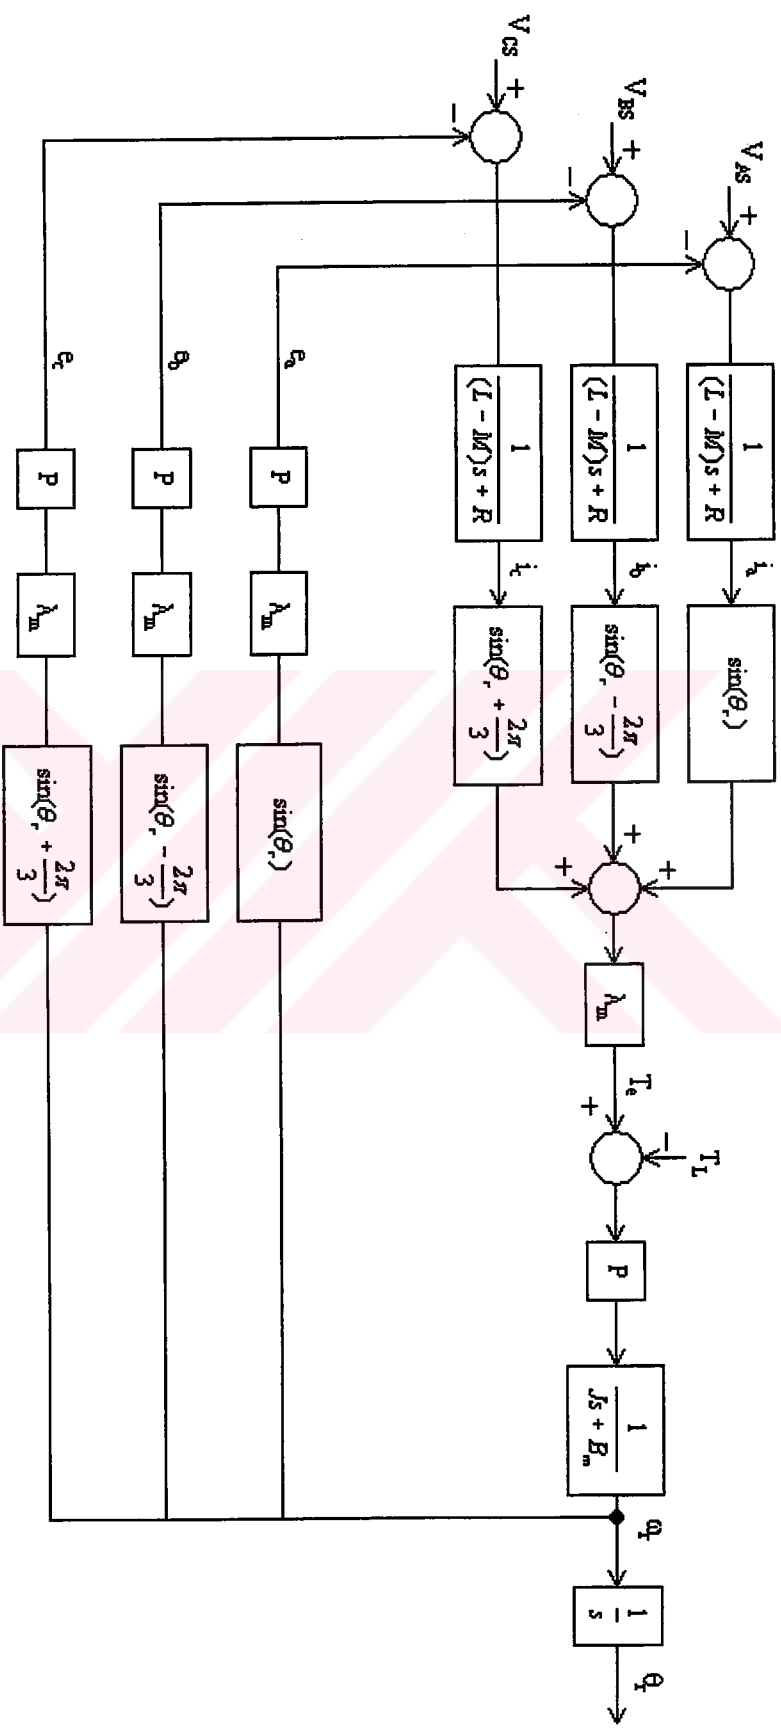 V_AS
+
−
1
(L − M)s + R
i_a
sin(θ_r)
+
V_BS
+
−
1
(L − M)s + R
i_b
sin(θ_r − 2π/3)
+
λ_m
T_e
+
−
T_L
P
1
Js + B_m
ω_r
1
s
θ_r
V_CS
+
−
1
(L − M)s + R
i_c
sin(θ_r + 2π/3)
+
e_a
P
λ_m
sin(θ_r)
e_b
P
λ_m
sin(θ_r − 2π/3)
e_c
P
λ_m
sin(θ_r + 2π/3)